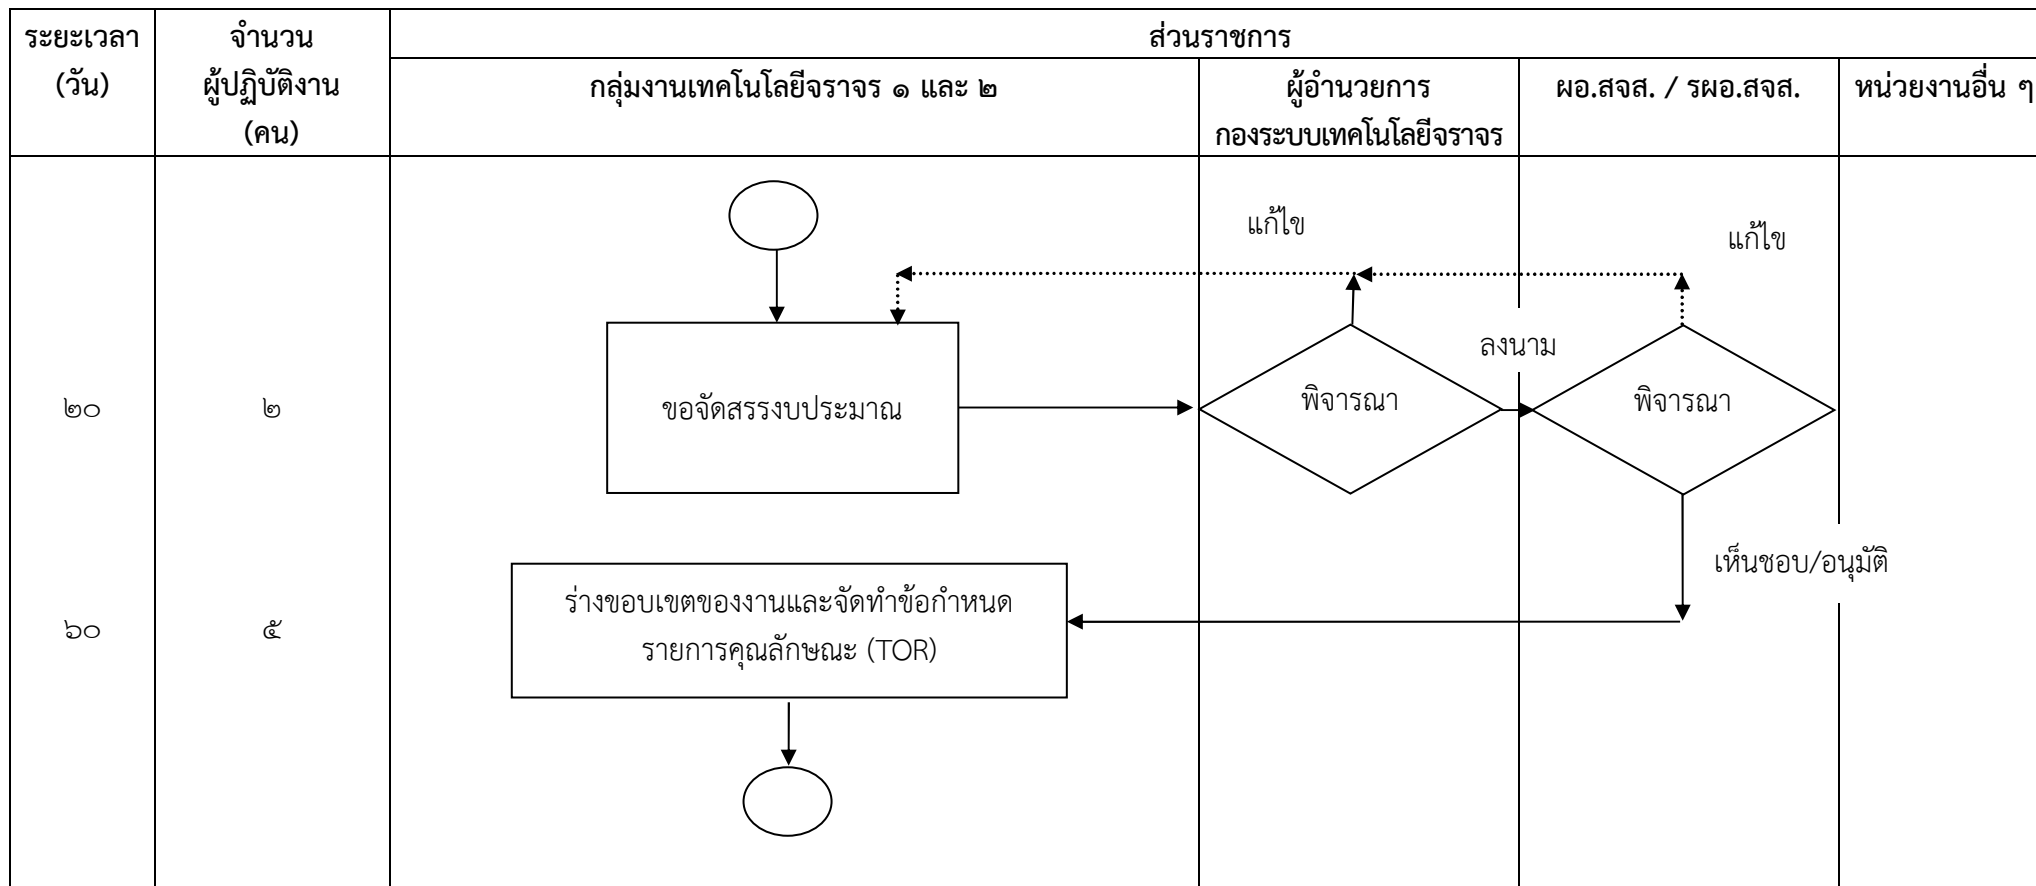 ระยะเวลา
(วัน)
จำนวน
ผู้ปฏิบัติงาน
(คน)
ส่วนราชการ
กลุ่มงานเทคโนโลยีจราจร ๑ และ ๒
ผู้อำนวยการ
กองระบบเทคโนโลยีจราจร
ผอ.สจส. / รผอ.สจส.
หน่วยงานอื่น ๆ
แก้ไข
แก้ไข
ลงนาม
๒๐
๒
ขอจัดสรรงบประมาณ
พิจารณา
พิจารณา
เห็นชอบ/อนุมัติ
๖๐
๕
ร่างขอบเขตของงานและจัดทำข้อกำหนด
รายการคุณลักษณะ (TOR)